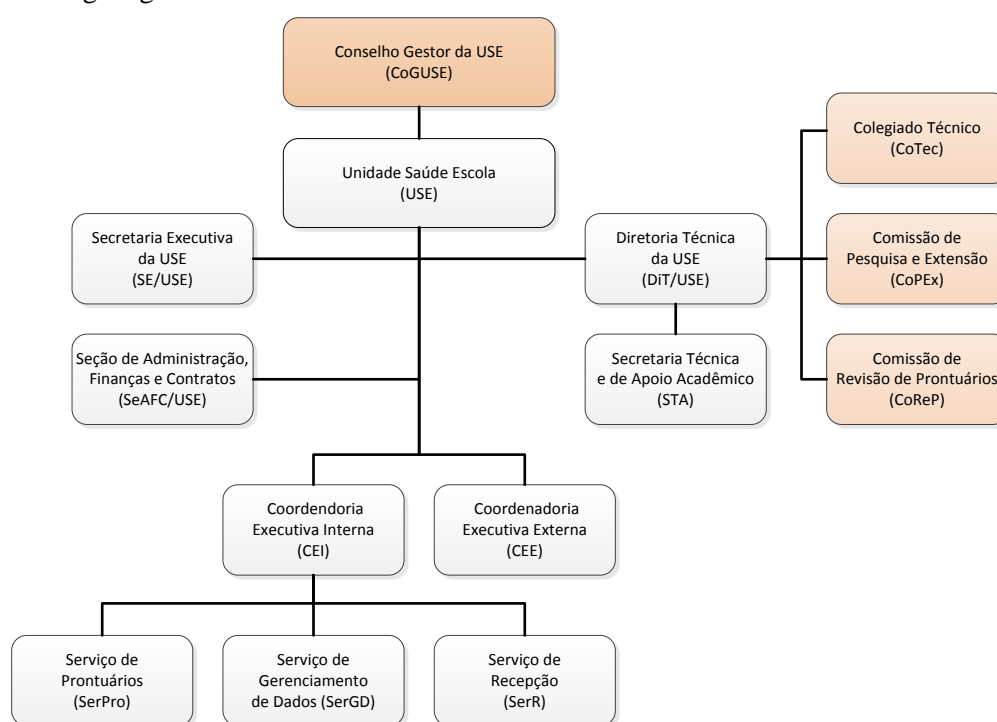 Conselho Gestor da USE
(CoGUSE)
Unidade Saúde Escola
(USE)
Secretaria Executiva
da USE
(SE/USE)
Diretoria Técnica
da USE
(DiT/USE)
Colegiado Técnico
(CoTec)
Comissão de
Pesquisa e Extensão
(CoPEx)
Comissão de
Revisão de Prontuários
(CoReP)
Seção de Administração,
Finanças e Contratos
(SeAFC/USE)
Secretaria Técnica
e de Apoio Acadêmico
(STA)
Coordendoria
Executiva Interna
(CEI)
Coordenadoria
Executiva Externa
(CEE)
Serviço de
Prontuários
(SerPro)
Serviço de
Gerenciamento
de Dados (SerGD)
Serviço de
Recepção
(SerR)